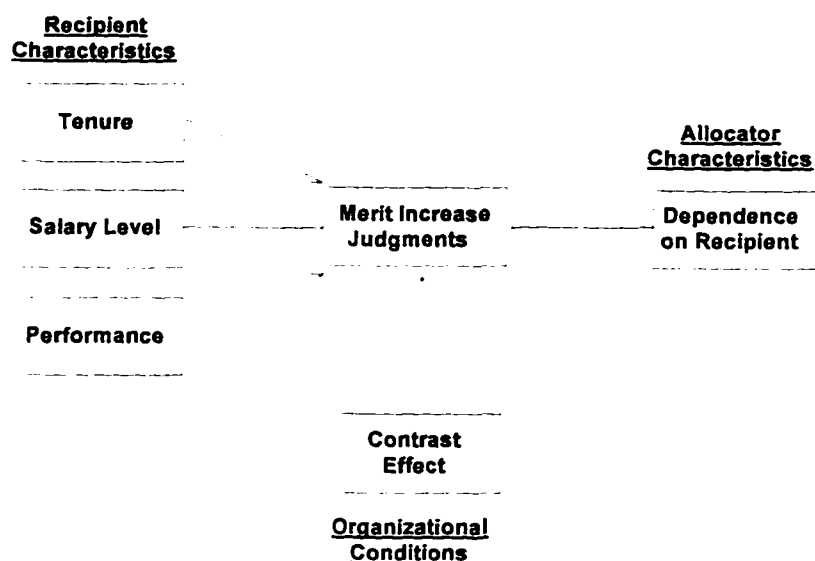 Recipient
Characteristics
Tenure
Salary Level
Performance
Merit Increase
Judgments
Allocator
Characteristics
Dependence
on Recipient
Contrast
Effect
Organizational
Conditions